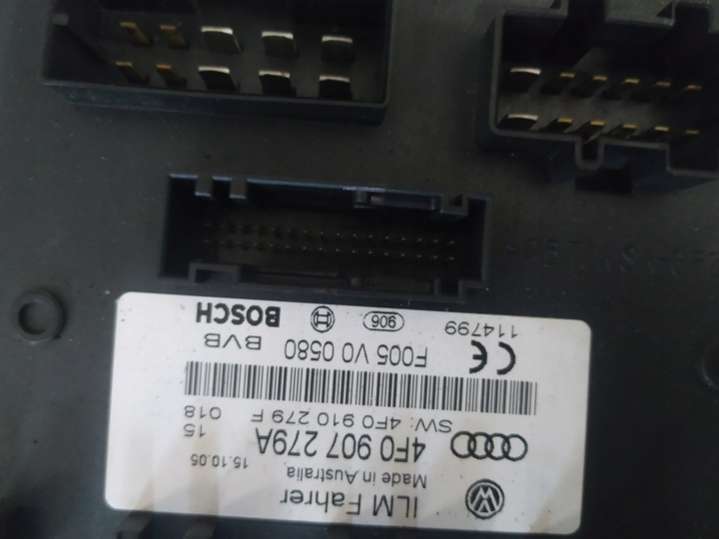 ILM Fahrer
Made in Australia
15.10.05
4F0 907 279A
15
SW: 4F0 910 279 F
018
F005 V0 0580
BVB
CE
114799
906
BOSCH